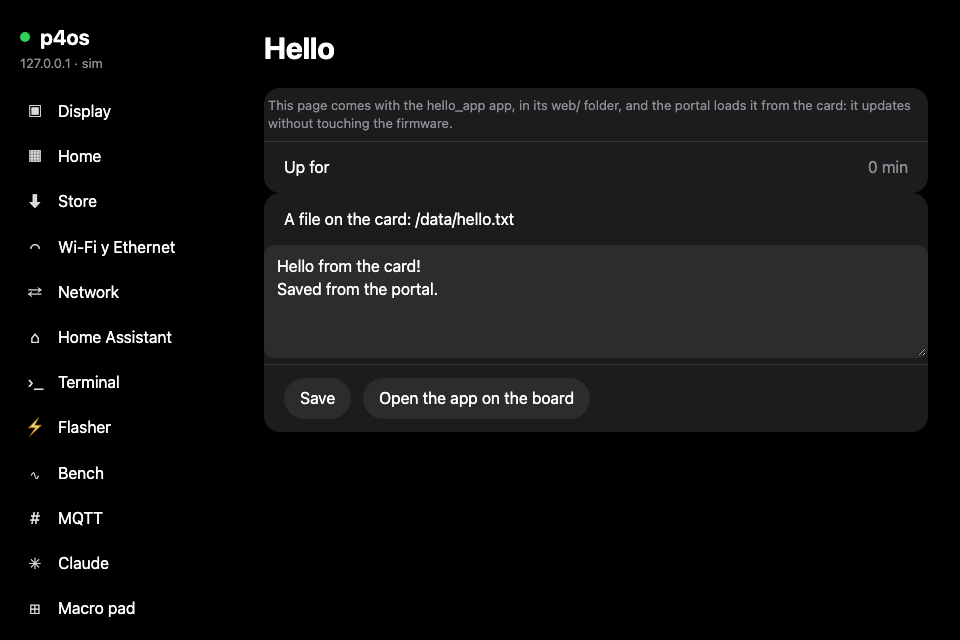 p4os
127.0.0.1 · sim
Display
Home
Store
Wi-Fi y Ethernet
Network
Home Assistant
Terminal
Flasher
Bench
MQTT
Claude
Macro pad
Hello
This page comes with the hello_app app, in its web/ folder, and the portal loads it from the card: it updates
without touching the firmware.
Up for 0 min
A file on the card: /data/hello.txt
Hello from the card!
Saved from the portal.
Save Open the app on the board